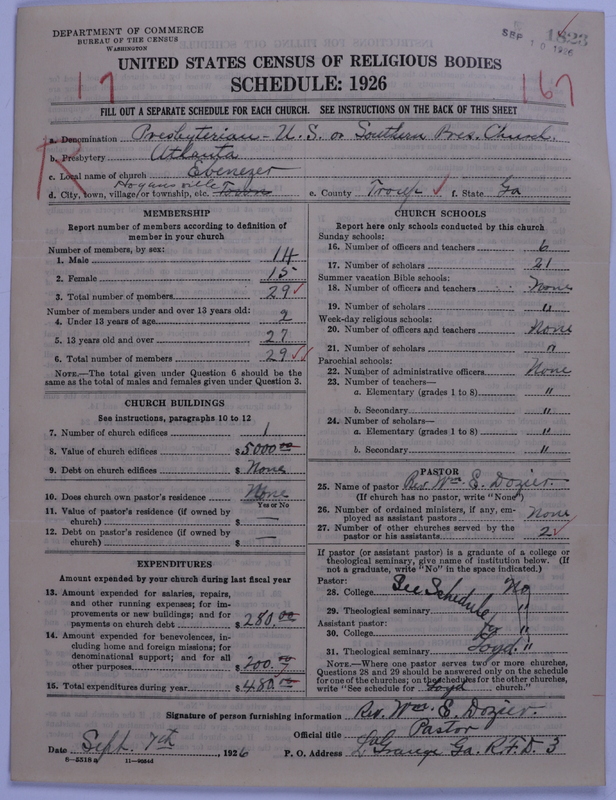 DEPARTMENT OF COMMERCE
BUREAU OF THE CENSUS
WASHINGTON
SEP 10 1926
1823
UNITED STATES CENSUS OF RELIGIOUS BODIES
SCHEDULE: 1926
17
167
FILL OUT A SEPARATE SCHEDULE FOR EACH CHURCH. SEE INSTRUCTIONS ON THE BACK OF THIS SHEET
a. Denomination Presbyterian - U.S. or Southern Pres. Church.
b. Presbytery Atlanta
c. Local name of church Ebenezer
d. City, town, village/or township, etc. Hogansville Town e. County Troup f. State Ga
MEMBERSHIP
Report number of members according to definition of
member in your church
Number of members, by sex:
1. Male 14
2. Female 15
3. Total number of members 29
Number of members under and over 13 years old:
4. Under 13 years of age 2
5. 13 years old and over 27
6. Total number of members 29
NOTE.—The total given under Question 6 should be
same as the total of males and females given under Question 3.
CHURCH BUILDINGS
See instructions, paragraphs 10 to 12
7. Number of church edifices 1
8. Value of church edifices $5000.00
9. Debt on church edifices $ None
10. Does church own pastor's residence None
Yes or No
11. Value of pastor's residence (if owned by
church) $ —
12. Debt on pastor's residence (if owned by
church) $ —
EXPENDITURES
Amount expended by your church during last fiscal year
13. Amount expended for salaries, repairs,
and other running expenses; for im-
provements or new buildings; and for
payments on church debt $280.00
14. Amount expended for benevolences, in-
cluding home and foreign missions; for
denominational support; and for all
other purposes $200.
15. Total expenditures during year $480.00
CHURCH SCHOOLS
Report here only schools conducted by this church
Sunday schools:
16. Number of officers and teachers 6
17. Number of scholars 21
Summer vacation Bible schools:
18. Number of officers and teachers None
19. Number of scholars "
Week-day religious schools:
20. Number of officers and teachers None
21. Number of scholars "
Parochial schools:
22. Number of administrative officers None
23. Number of teachers—
a. Elementary (grades 1 to 8) "
b. Secondary "
24. Number of scholars—
a. Elementary (grades 1 to 8) "
b. Secondary "
PASTOR
25. Name of pastor Rev. Wm. E. Dozier.
(If church has no pastor, write "None")
26. Number of ordained ministers, if any, em-
ployed as assistant pastors None
27. Number of other churches served by the
pastor or his assistants 2
If pastor (or assistant pastor) is a graduate of a college or
theological seminary, give name of institution below. (If
not a graduate, write "No" in the space indicated.)
Pastor:
28. College See Schedule No
29. Theological seminary "
Assistant pastor:
30. College by "
31. Theological seminary Loyd. "
NOTE.—Where one pastor serves two or more churches,
Questions 28 and 29 should be answered only on the schedule
for one of the churches; on the schedules for the other churches,
write "See schedule for Loyd church."
Signature of person furnishing information Rev. Wm. E. Dozier.
Official title Pastor
Date Sept. 7th, 1926 P. O. Address LaGrange Ga. R.F.D. 3